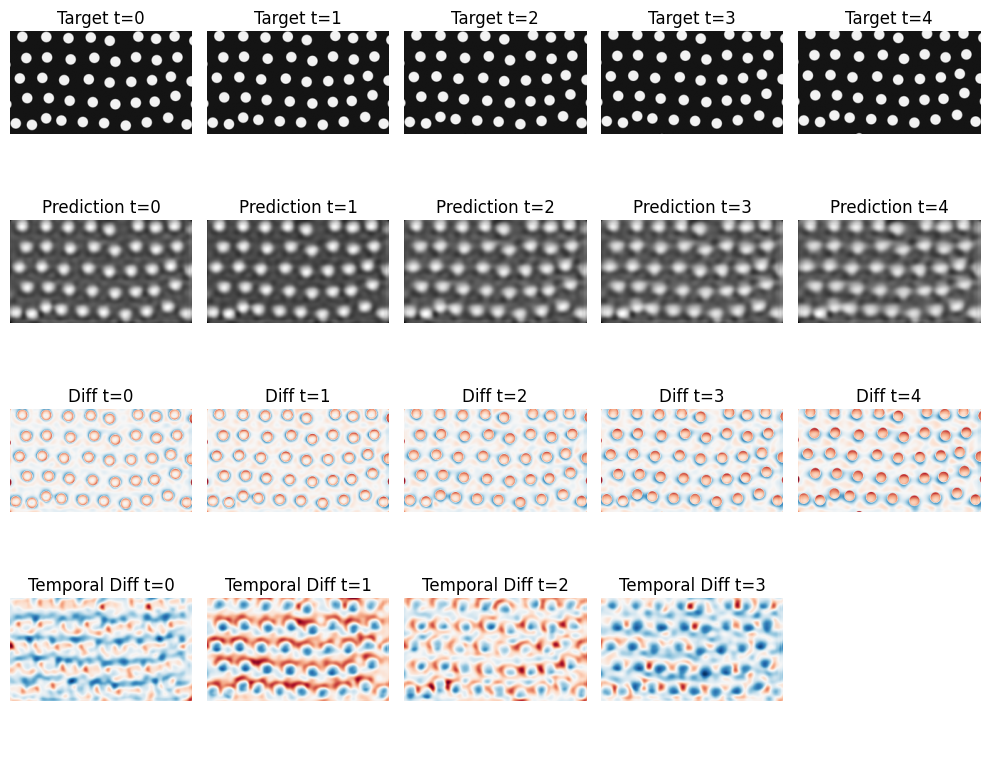 Target t=0 Target t=1 Target t=2 Target t=3 Target t=4
Prediction t=0 Prediction t=1 Prediction t=2 Prediction t=3 Prediction t=4
Diff t=0 Diff t=1 Diff t=2 Diff t=3 Diff t=4
Temporal Diff t=0 Temporal Diff t=1 Temporal Diff t=2 Temporal Diff t=3